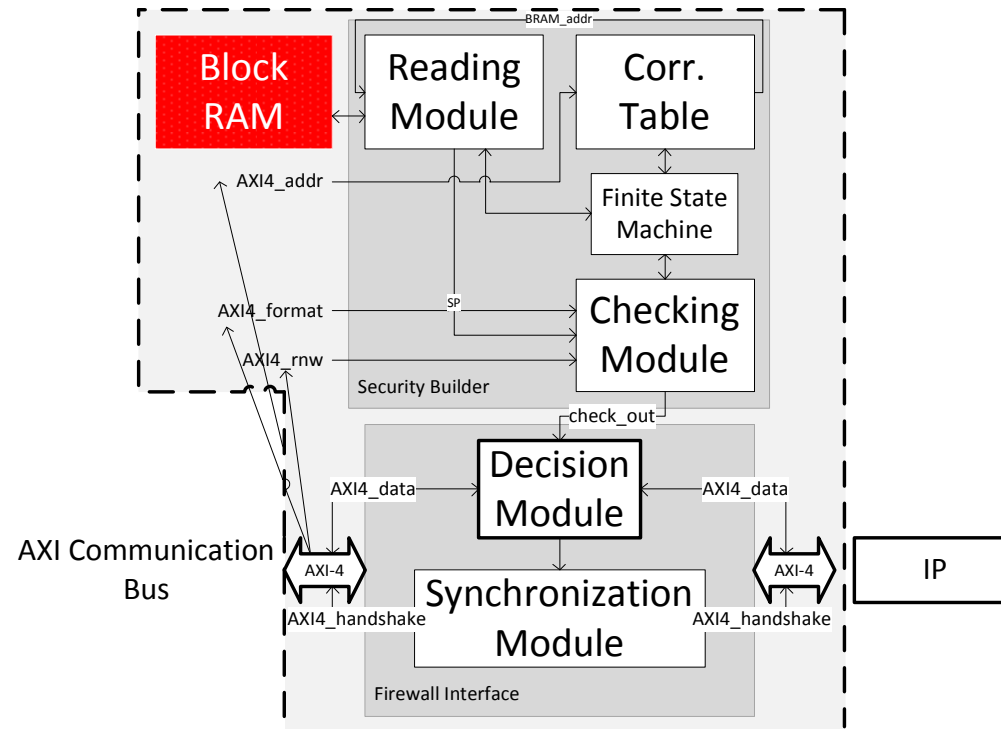 BRAM_addr
Block
RAM
Reading
Module
Corr.
Table
AXI4_addr
Finite State
Machine
SP
AXI4_format
Checking
Module
AXI4_rnw
Security Builder
check_out
Decision
Module
AXI4_data
AXI4_data
AXI Communication
Bus
AXI-4
AXI-4
IP
Synchronization
Module
AXI4_handshake
AXI4_handshake
Firewall Interface